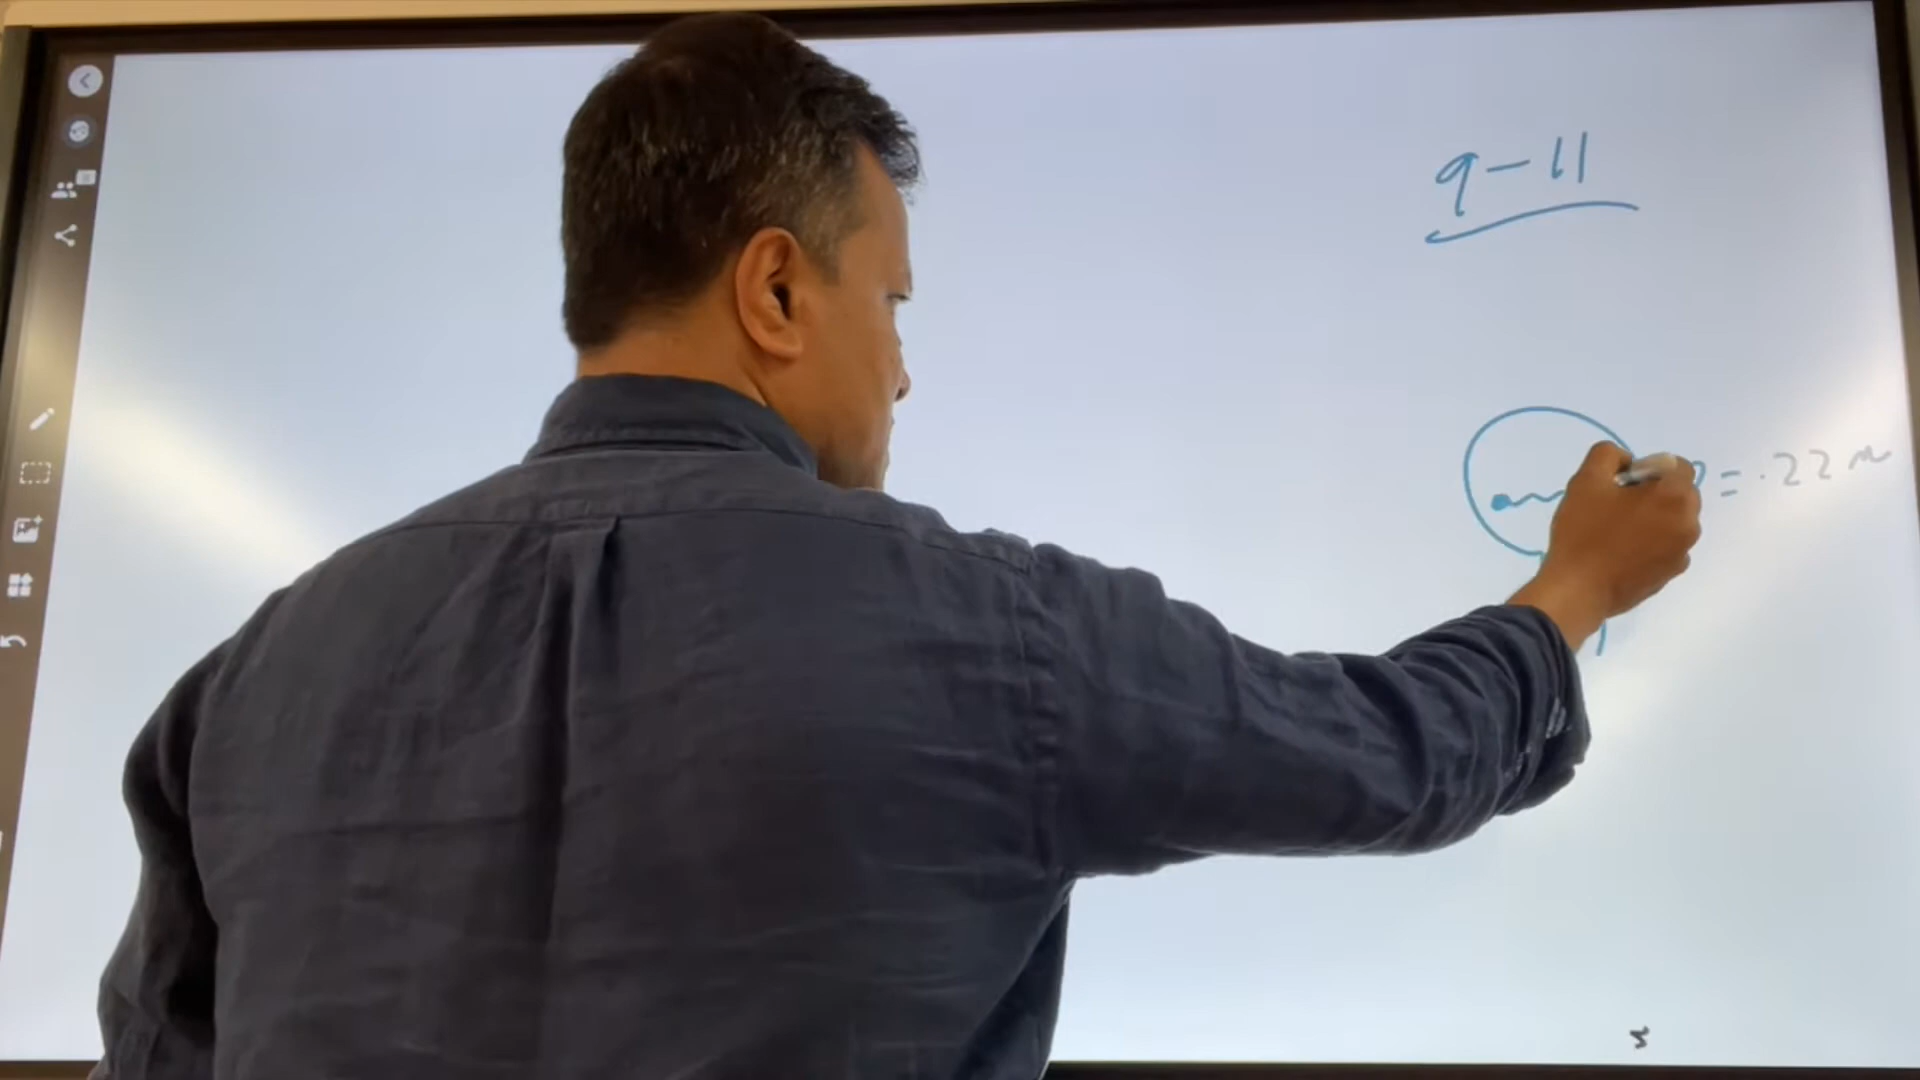 9-11
= .22 m